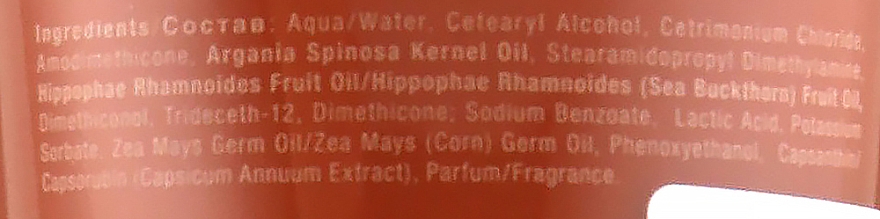 Ingredients/Состав: Aqua/Water, Cetearyl Alcohol, Cetrimonium Chloride,
Amodimethicone, Argania Spinosa Kernel Oil, Stearamidopropyl Dimethylamine,
Hippophae Rhamnoides Fruit Oil/Hippophae Rhamnoides (Sea Buckthorn) Fruit Oil,
Dimethiconol, Trideceth-12, Dimethicone, Sodium Benzoate, Lactic Acid, Potassium
Sorbate, Zea Mays Germ Oil/Zea Mays (Corn) Germ Oil, Phenoxyethanol, Capsanthin/
Capsorubin (Capsicum Annuum Extract), Parfum/Fragrance